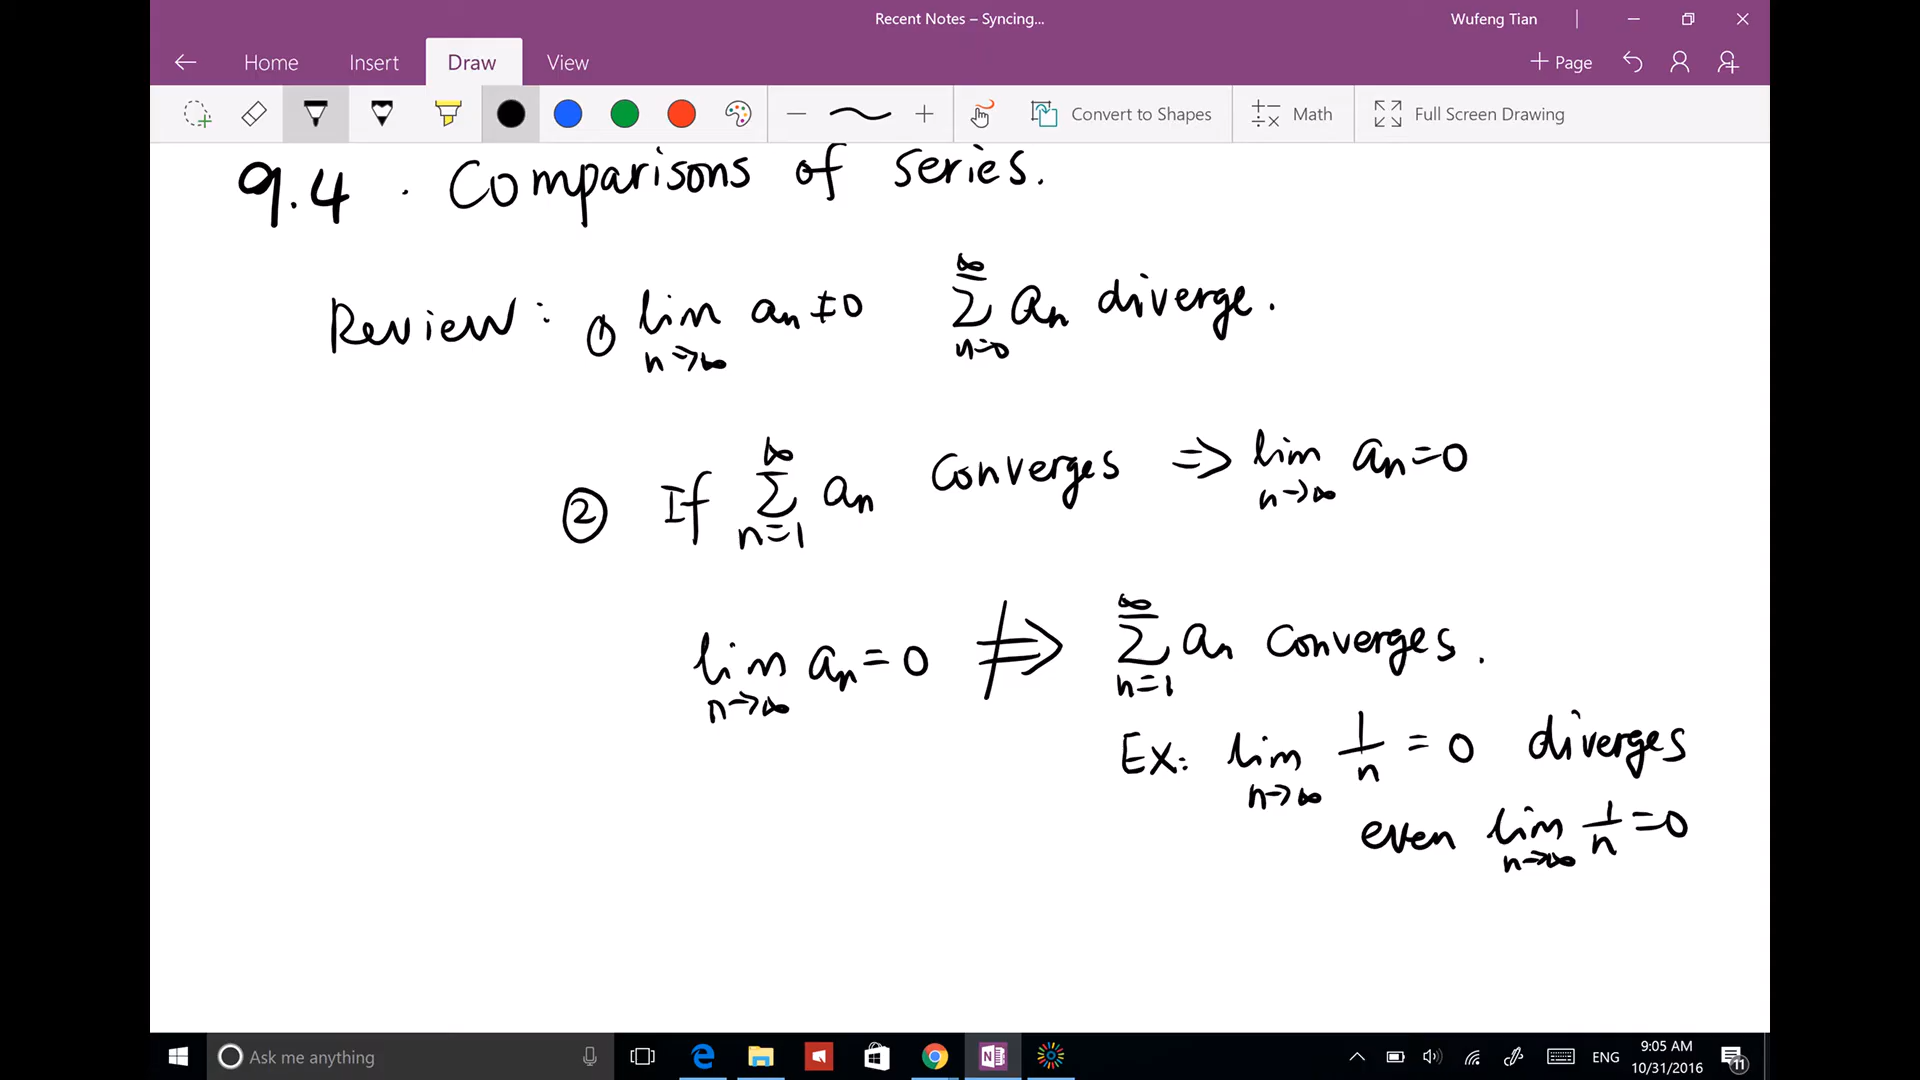 Recent Notes – Syncing...
Wufeng Tian
Home Insert Draw View
Page
Convert to Shapes Math Full Screen Drawing
9.4 . Comparisons of series.
Review: ① lim n→∞ an ≠ 0 ∞ Σ n=0 an diverge.
② If ∞ Σ n=1 an converges ⇒ lim n→∞ an = 0
lim n→∞ an = 0 ⇏ ∞ Σ n=1 an converges.
Ex: lim n→∞ 1/n = 0 diverges
even lim n→∞ 1/n = 0
Ask me anything
ENG
9:05 AM
10/31/2016
11